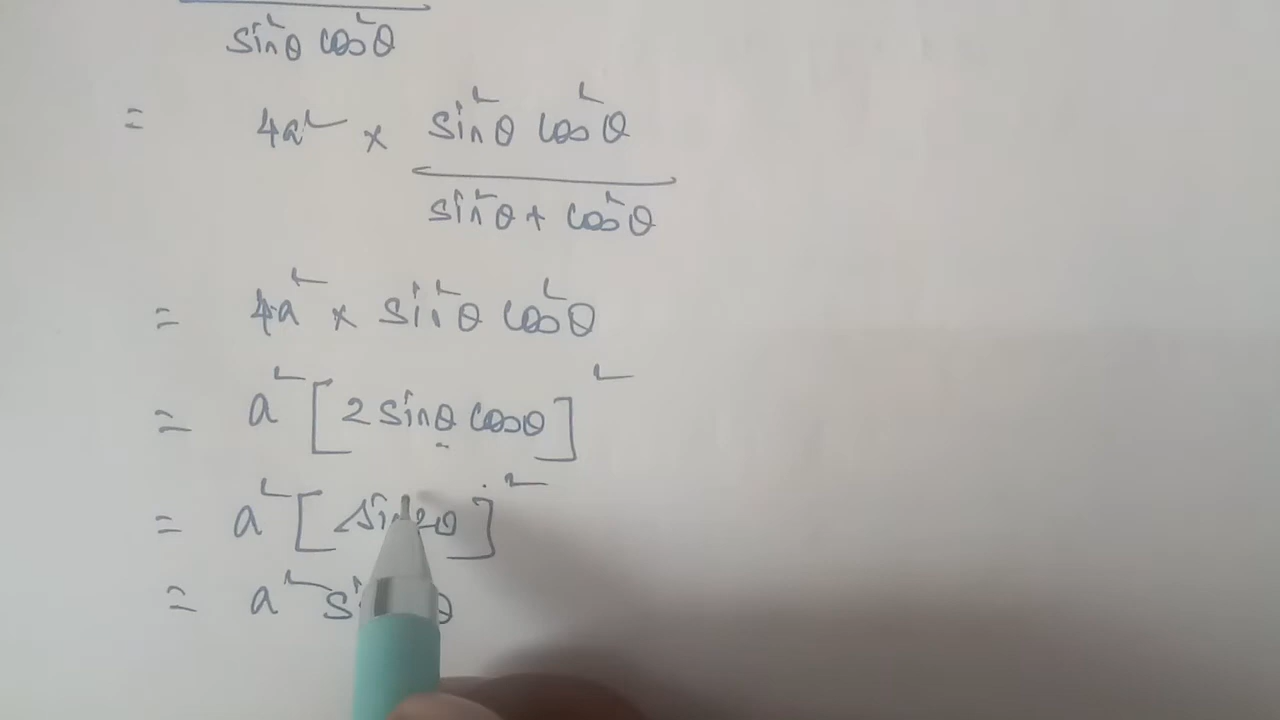 sin²θ cos²θ
= 4a² × sin²θ cos²θ
sin²θ + cos²θ
= 4a² × sin²θ cos²θ
= a² [2 sinθ cosθ]²
= a² [sin2θ]²
= a²